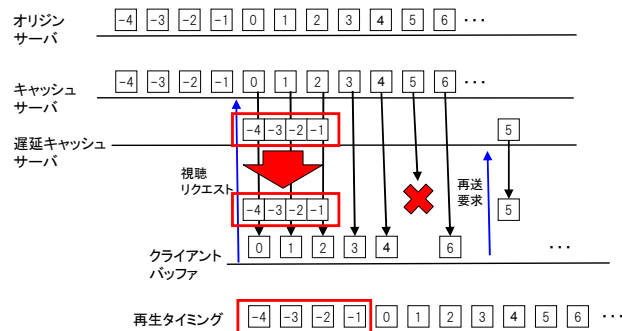 オリジン
サーバ
-4 -3 -2 -1 0 1 2 3 4 5 6 ･･･
キャッシュ
サーバ
-4 -3 -2 -1 0 1 2 3 4 5 6 ･･･
遅延キャッシュ
サーバ
-4 -3 -2 -1
5
視聴
リクエスト
再送
要求
-4 -3 -2 -1
5
クライアント
バッファ
0 1 2 3 4 6 ･･･
再生タイミング
-4 -3 -2 -1 0 1 2 3 4 5 6 ･･･